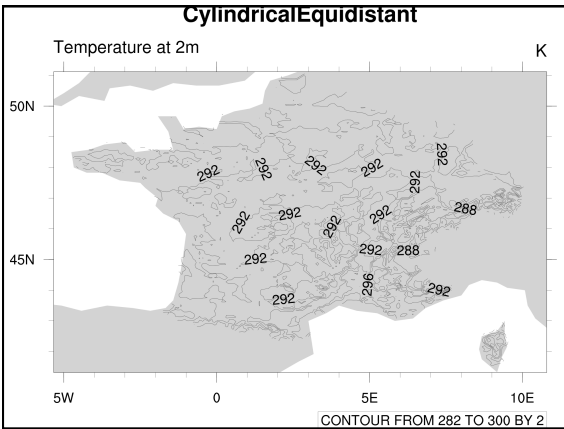 CylindricalEquidistant
Temperature at 2m K
50N
292
292 292 292 292
292
288
292 292 292 292
45N
292 292 288
296
292 292
5W 0 5E 10E
CONTOUR FROM 282 TO 300 BY 2